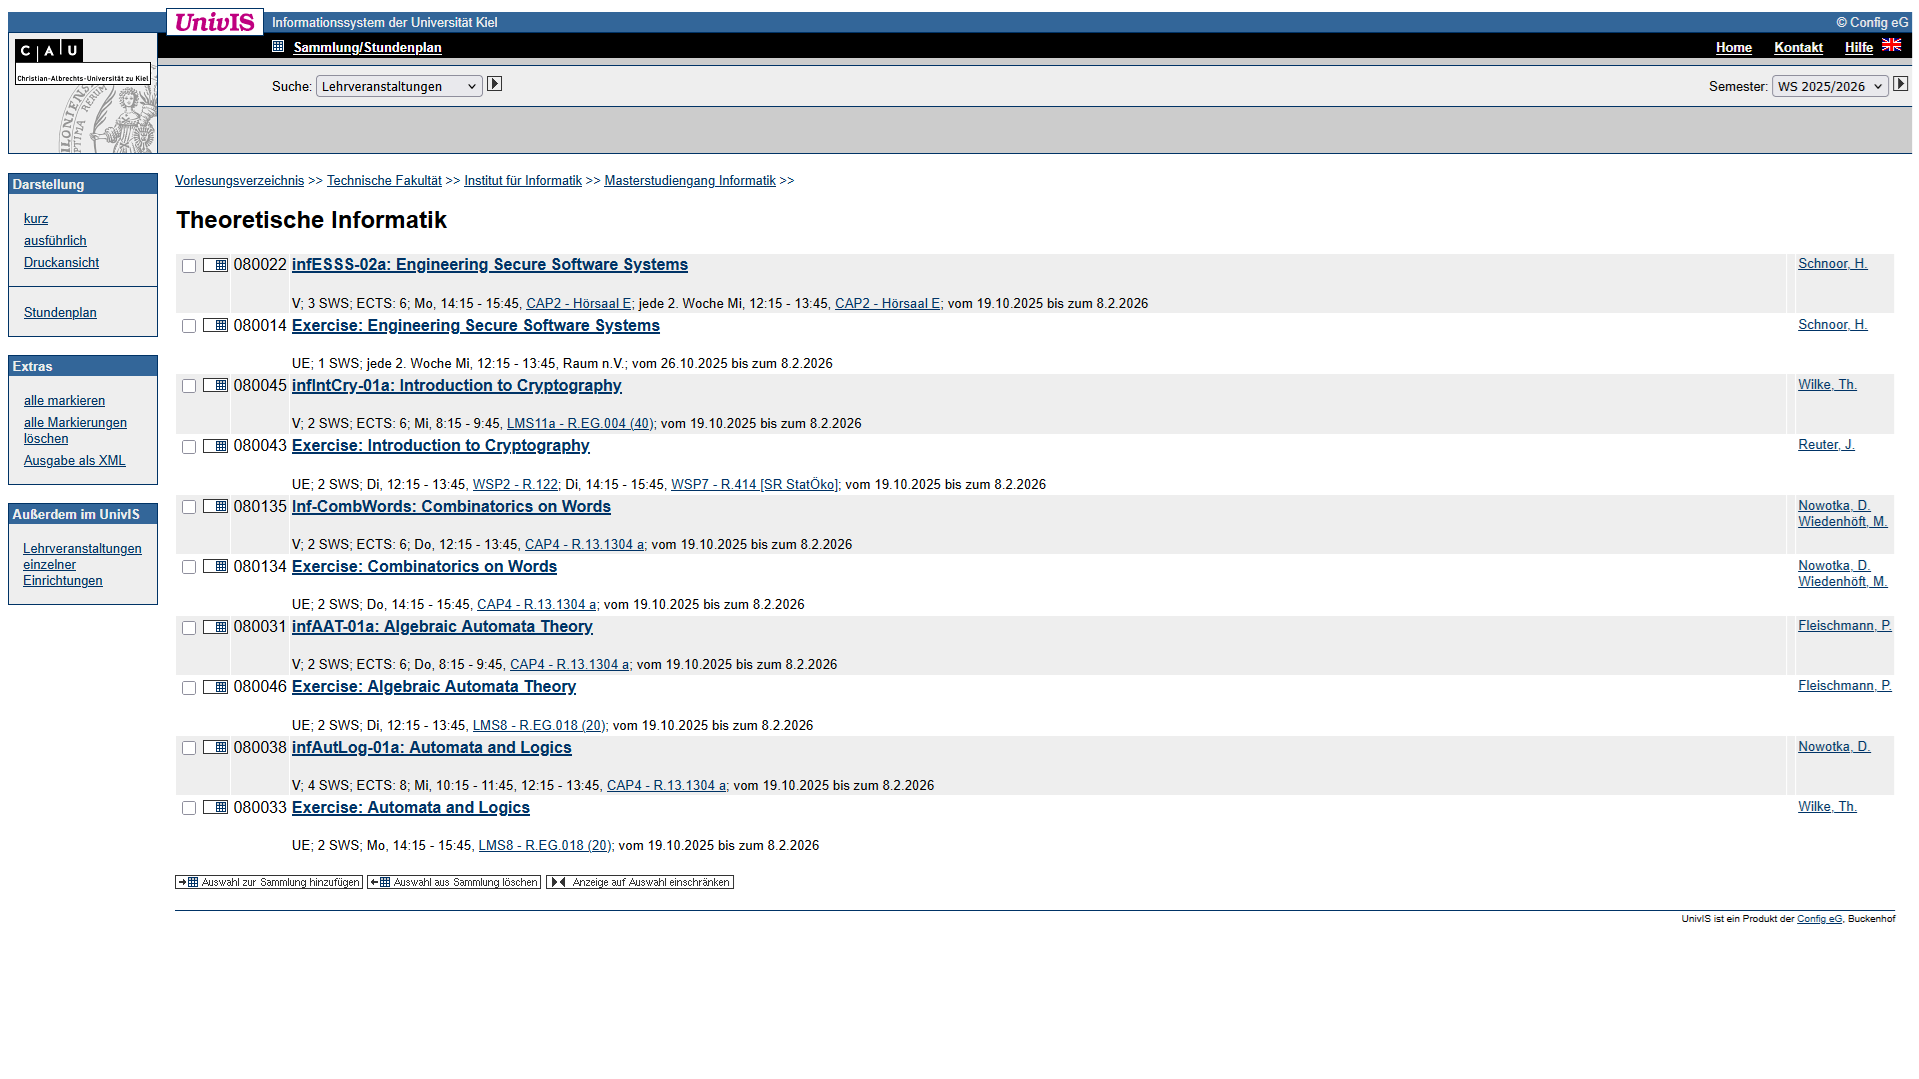 UnivIS
Informationssystem der Universität Kiel
© Config eG
C A U
Christian-Albrechts-Universität zu Kiel
Sammlung/Stundenplan
Home Kontakt Hilfe
Suche: Lehrveranstaltungen
Semester: WS 2025/2026
Darstellung
kurz
ausführlich
Druckansicht
Stundenplan
Extras
alle markieren
alle Markierungen
löschen
Ausgabe als XML
Außerdem im UnivIS
Lehrveranstaltungen
einzelner
Einrichtungen
Vorlesungsverzeichnis >> Technische Fakultät >> Institut für Informatik >> Masterstudiengang Informatik >>
Theoretische Informatik
080022 infESSS-02a: Engineering Secure Software Systems Schnoor, H.
V; 3 SWS; ECTS: 6; Mo, 14:15 - 15:45, CAP2 - Hörsaal E; jede 2. Woche Mi, 12:15 - 13:45, CAP2 - Hörsaal E; vom 19.10.2025 bis zum 8.2.2026
080014 Exercise: Engineering Secure Software Systems Schnoor, H.
UE; 1 SWS; jede 2. Woche Mi, 12:15 - 13:45, Raum n.V.; vom 26.10.2025 bis zum 8.2.2026
080045 infIntCry-01a: Introduction to Cryptography Wilke, Th.
V; 2 SWS; ECTS: 6; Mi, 8:15 - 9:45, LMS11a - R.EG.004 (40); vom 19.10.2025 bis zum 8.2.2026
080043 Exercise: Introduction to Cryptography Reuter, J.
UE; 2 SWS; Di, 12:15 - 13:45, WSP2 - R.122; Di, 14:15 - 15:45, WSP7 - R.414 [SR StatÖko]; vom 19.10.2025 bis zum 8.2.2026
080135 Inf-CombWords: Combinatorics on Words Nowotka, D.
Wiedenhöft, M.
V; 2 SWS; ECTS: 6; Do, 12:15 - 13:45, CAP4 - R.13.1304 a; vom 19.10.2025 bis zum 8.2.2026
080134 Exercise: Combinatorics on Words Nowotka, D.
Wiedenhöft, M.
UE; 2 SWS; Do, 14:15 - 15:45, CAP4 - R.13.1304 a; vom 19.10.2025 bis zum 8.2.2026
080031 infAAT-01a: Algebraic Automata Theory Fleischmann, P.
V; 2 SWS; ECTS: 6; Do, 8:15 - 9:45, CAP4 - R.13.1304 a; vom 19.10.2025 bis zum 8.2.2026
080046 Exercise: Algebraic Automata Theory Fleischmann, P.
UE; 2 SWS; Di, 12:15 - 13:45, LMS8 - R.EG.018 (20); vom 19.10.2025 bis zum 8.2.2026
080038 infAutLog-01a: Automata and Logics Nowotka, D.
V; 4 SWS; ECTS: 8; Mi, 10:15 - 11:45, 12:15 - 13:45, CAP4 - R.13.1304 a; vom 19.10.2025 bis zum 8.2.2026
080033 Exercise: Automata and Logics Wilke, Th.
UE; 2 SWS; Mo, 14:15 - 15:45, LMS8 - R.EG.018 (20); vom 19.10.2025 bis zum 8.2.2026
Auswahl zur Sammlung hinzufügen Auswahl aus Sammlung löschen Anzeige auf Auswahl einschränken
UnivIS ist ein Produkt der Config eG, Buckenhof